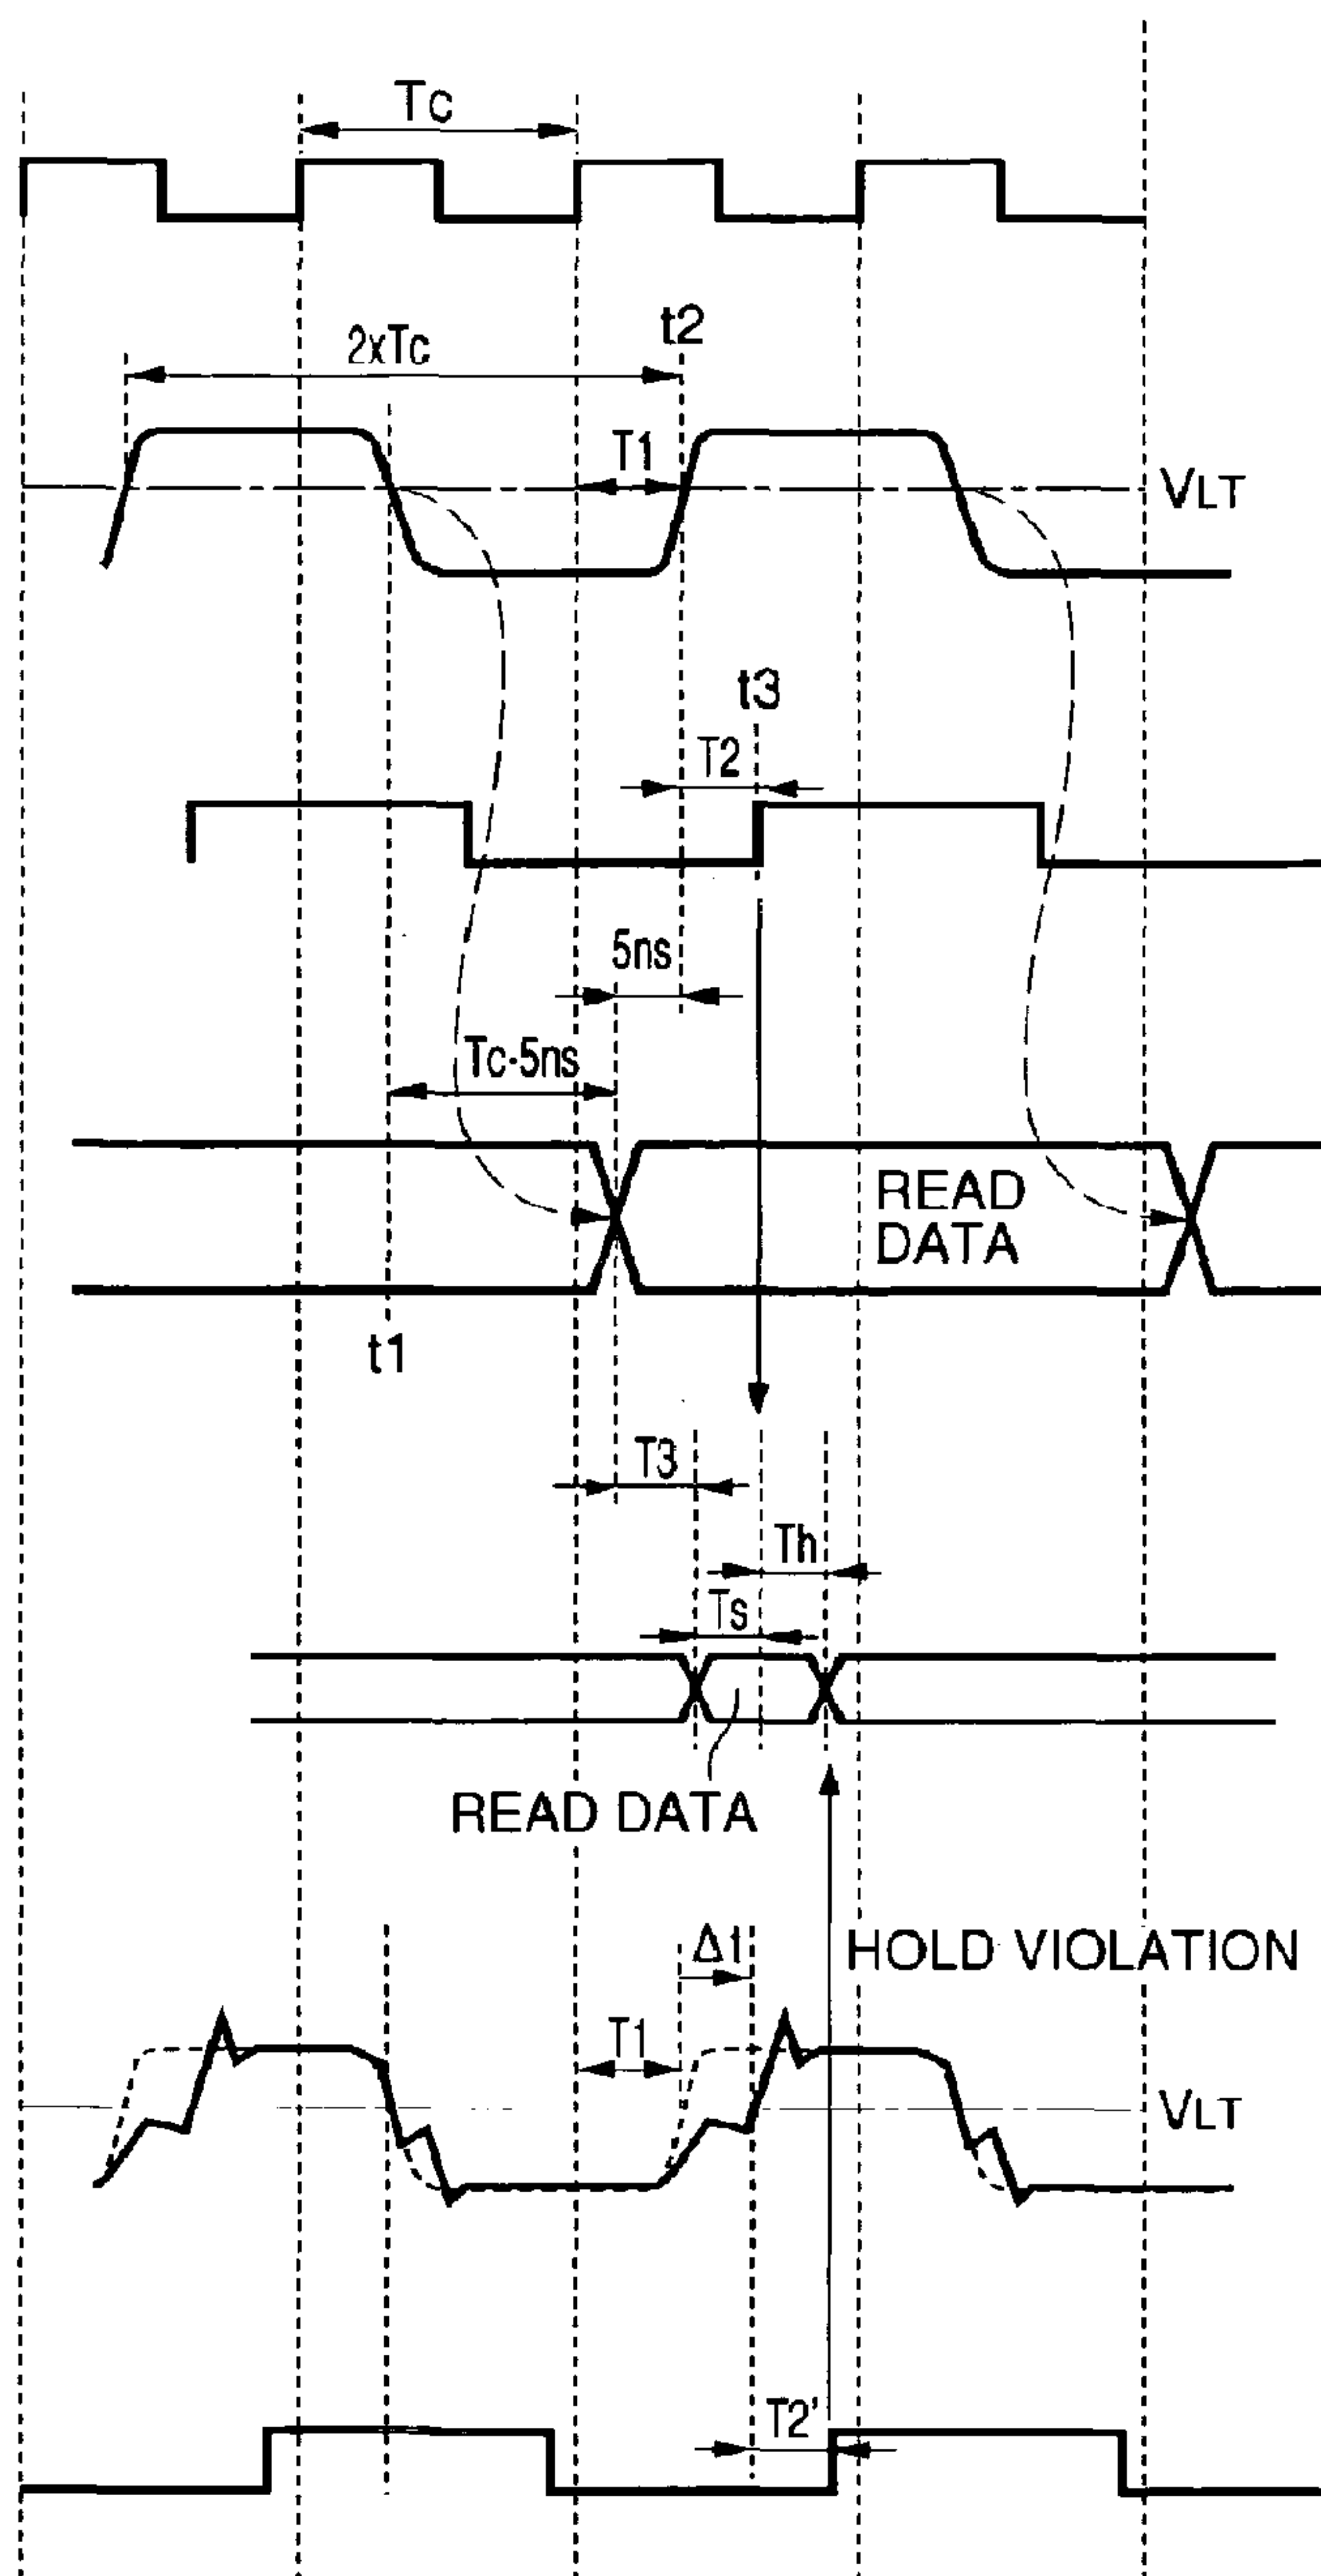 Tc
t2
2xTc
T1
VLT
t3
T2
5ns
Tc-5ns
READ
DATA
t1
T3
Th
Ts
READ DATA
Δ1
HOLD VIOLATION
T1
VLT
T2'